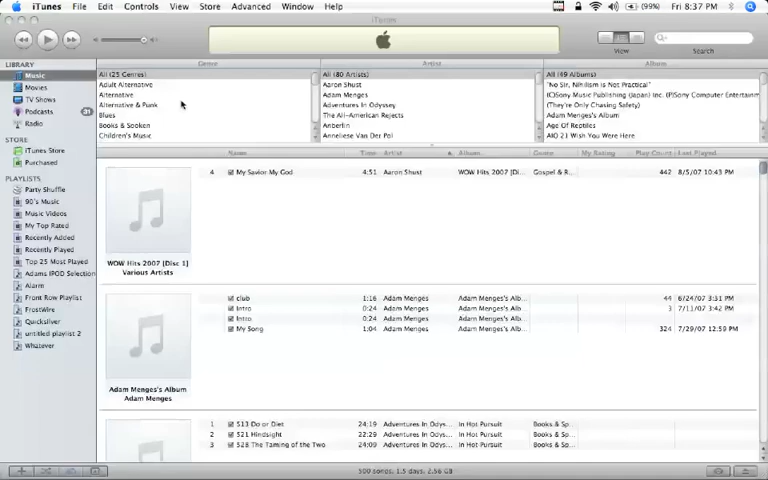 iTunes File Edit Controls View Store Advanced Window Help (99%) Fri 8:37 PM
iTunes
View Search
LIBRARY
Music
Movies
TV Shows
Podcasts
Radio
STORE
iTunes Store
Purchased
PLAYLISTS
Party Shuffle
90's Music
Music Videos
My Top Rated
Recently Added
Recently Played
Top 25 Most Played
Adams IPOD Selection
Alarm
Front Row Playlist
FrostWire
Quicksilver
untitled playlist 2
Whatever
Genre
All (25 Genres)
Adult Alternative
Alternative
Alternative & Punk
Blues
Books & Spoken
Children's Music
Artist
All (80 Artists)
Aaron Shust
Adam Menges
Adventures In Odyssey
The All-American Rejects
Anberlin
Anneliese Van Der Pol
Album
All (49 Albums)
"No Sir, Nihilism Is Not Practical"
(C)Sony Music Publishing (Japan) Inc. (P)Sony Computer Entertainm
(They're Only Chasing) Safety
Adam Menges's Album
Age Of Reptiles
AIO 21 Wish You Were Here
Name Time Artist Album Genre My Rating Play Count Last Played
4 My Savior My God 4:51 Aaron Shust WOW Hits 2007 [Di... Gospel & R... 442 8/5/07 10:43 PM
WOW Hits 2007 [Disc 1]
Various Artists
club 1:16 Adam Menges Adam Menges's Alb... 44 6/24/07 3:31 PM
Intro 0:24 Adam Menges Adam Menges's Alb... 3 7/11/07 3:42 PM
Intro 0:24 Adam Menges Adam Menges's Alb...
My Song 1:04 Adam Menges Adam Menges's Alb... 324 7/29/07 12:59 PM
Adam Menges's Album
Adam Menges
1 513 Do or Diet 24:19 Adventures In Odys... In Hot Pursuit Books & Sp...
2 521 Hindsight 22:29 Adventures In Odys... In Hot Pursuit Books & Sp...
3 528 The Taming of the Two 24:09 Adventures In Odys... In Hot Pursuit Books & Sp...
500 songs, 1.5 days, 2.56 GB